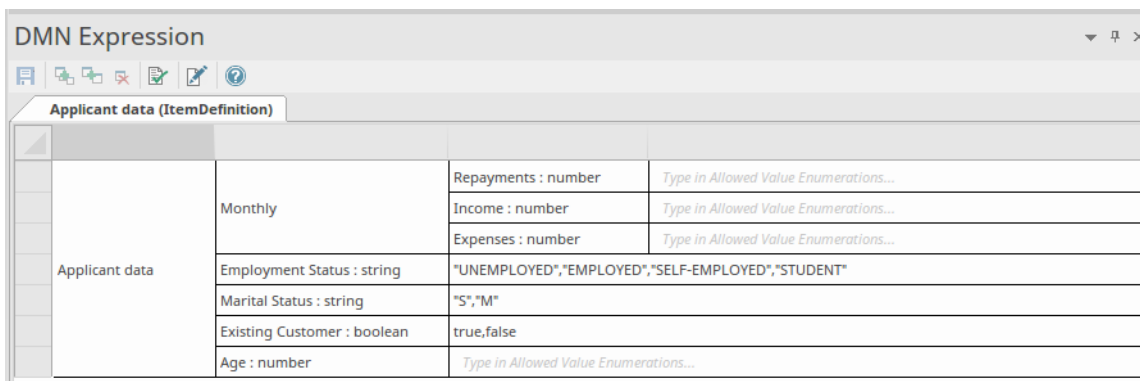 DMN Expression
Applicant data (ItemDefinition)
Repayments : number Type in Allowed Value Enumerations...
Monthly Income : number Type in Allowed Value Enumerations...
Expenses : number Type in Allowed Value Enumerations...
Applicant data Employment Status : string "UNEMPLOYED","EMPLOYED","SELF-EMPLOYED","STUDENT"
Marital Status : string "S","M"
Existing Customer : boolean true,false
Age : number Type in Allowed Value Enumerations...